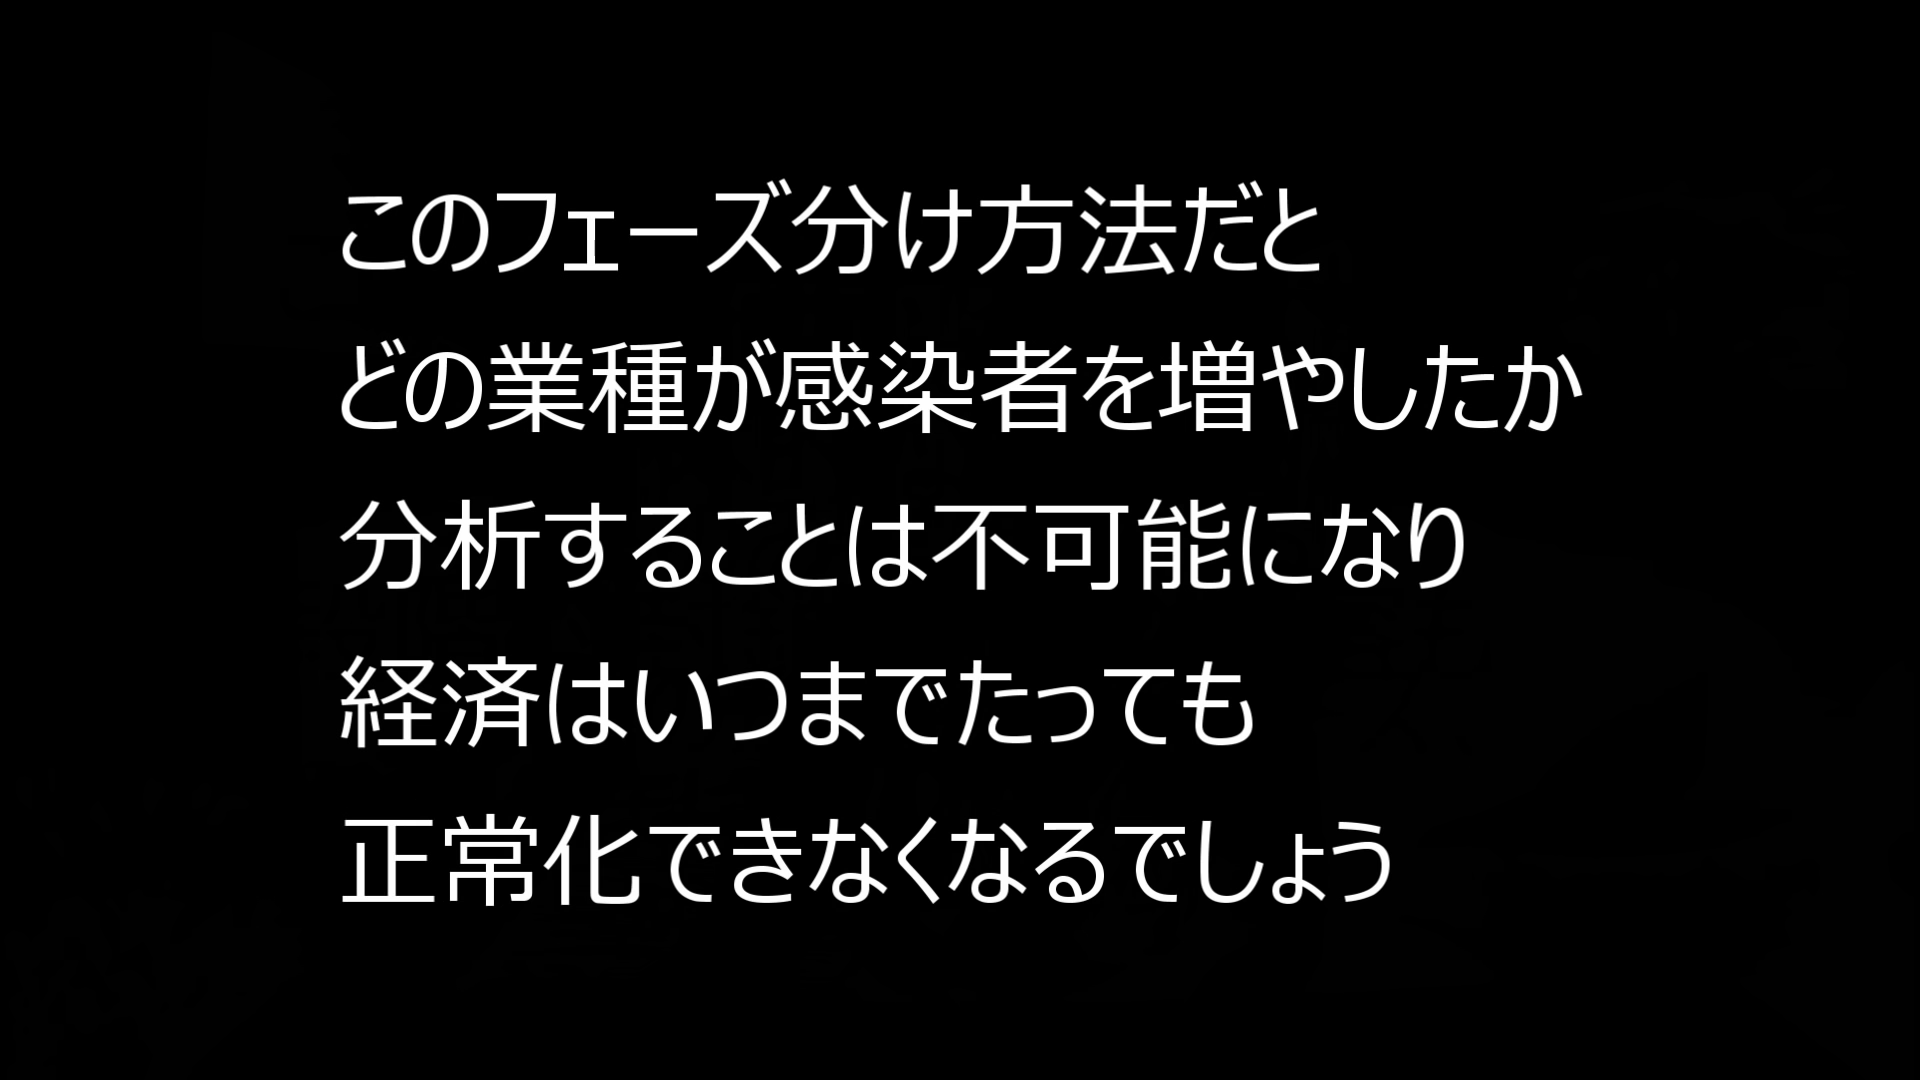 このフェーズ分け方法だと
どの業種が感染者を増やしたか
分析することは不可能になり
経済はいつまでたっても
正常化できなくなるでしょう